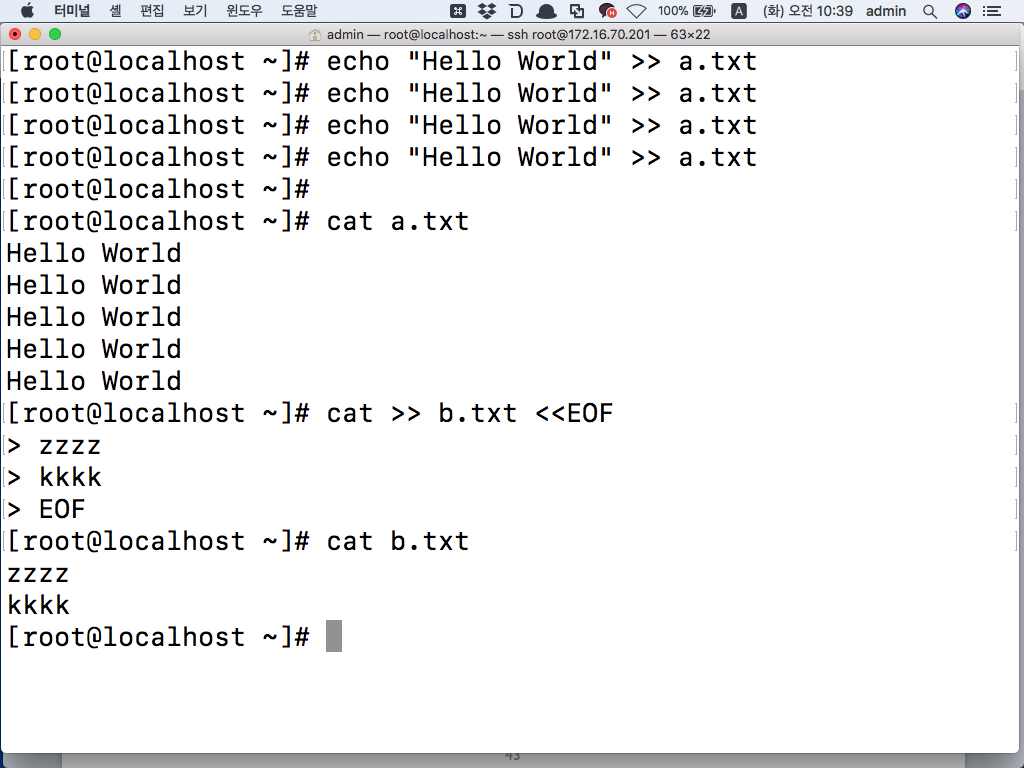 터미널 셸 편집 보기 윈도우 도움말 100% A (화) 오전 10:39 admin
admin — root@localhost:~ — ssh root@172.16.70.201 — 63×22
[root@localhost ~]# echo "Hello World" >> a.txt
[root@localhost ~]# echo "Hello World" >> a.txt
[root@localhost ~]# echo "Hello World" >> a.txt
[root@localhost ~]# echo "Hello World" >> a.txt
[root@localhost ~]#
[root@localhost ~]# cat a.txt
Hello World
Hello World
Hello World
Hello World
Hello World
[root@localhost ~]# cat >> b.txt <<EOF
> zzzz
> kkkk
> EOF
[root@localhost ~]# cat b.txt
zzzz
kkkk
[root@localhost ~]#
43